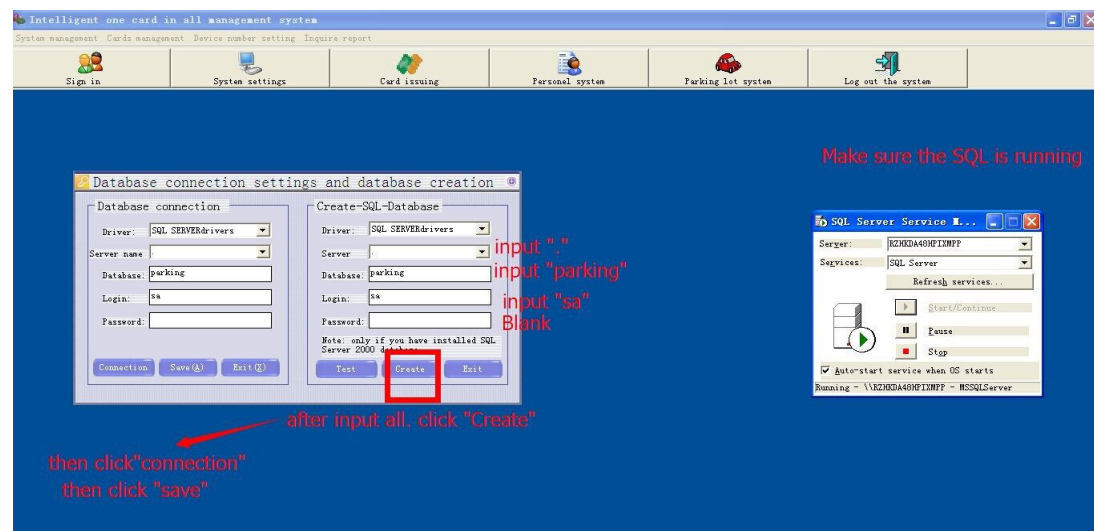 Intelligent one card in all management system
System management Cards management Device number setting Inquire report
Sign in
System settings
Card issuing
Personel system
Parking lot system
Log out the system
Make sure the SQL is running
Database connection settings and database creation
Database connection
Driver: SQL SERVERdrivers
Server name .
Database: parking
Login: sa
Password:
Connection Save(A) Exit(X)
Create-SQL-Database
Driver: SQL SERVERdrivers
Server . input "."
Database: parking input "parking"
Login: sa input "sa"
Password: Blank
Note: only if you have installed SQL
Server 2000
Test Create Exit
after input all. click "Create"
then click"connection"
then click "save"
SQL Server Service M...
Server: RZHKDA48HPIXMPP
Services: SQL Server
Refresh services...
Start/Continue
Pause
Stop
Auto-start service when OS starts
Running - \\RZHKDA48HPIXMPP - MSSQLServer